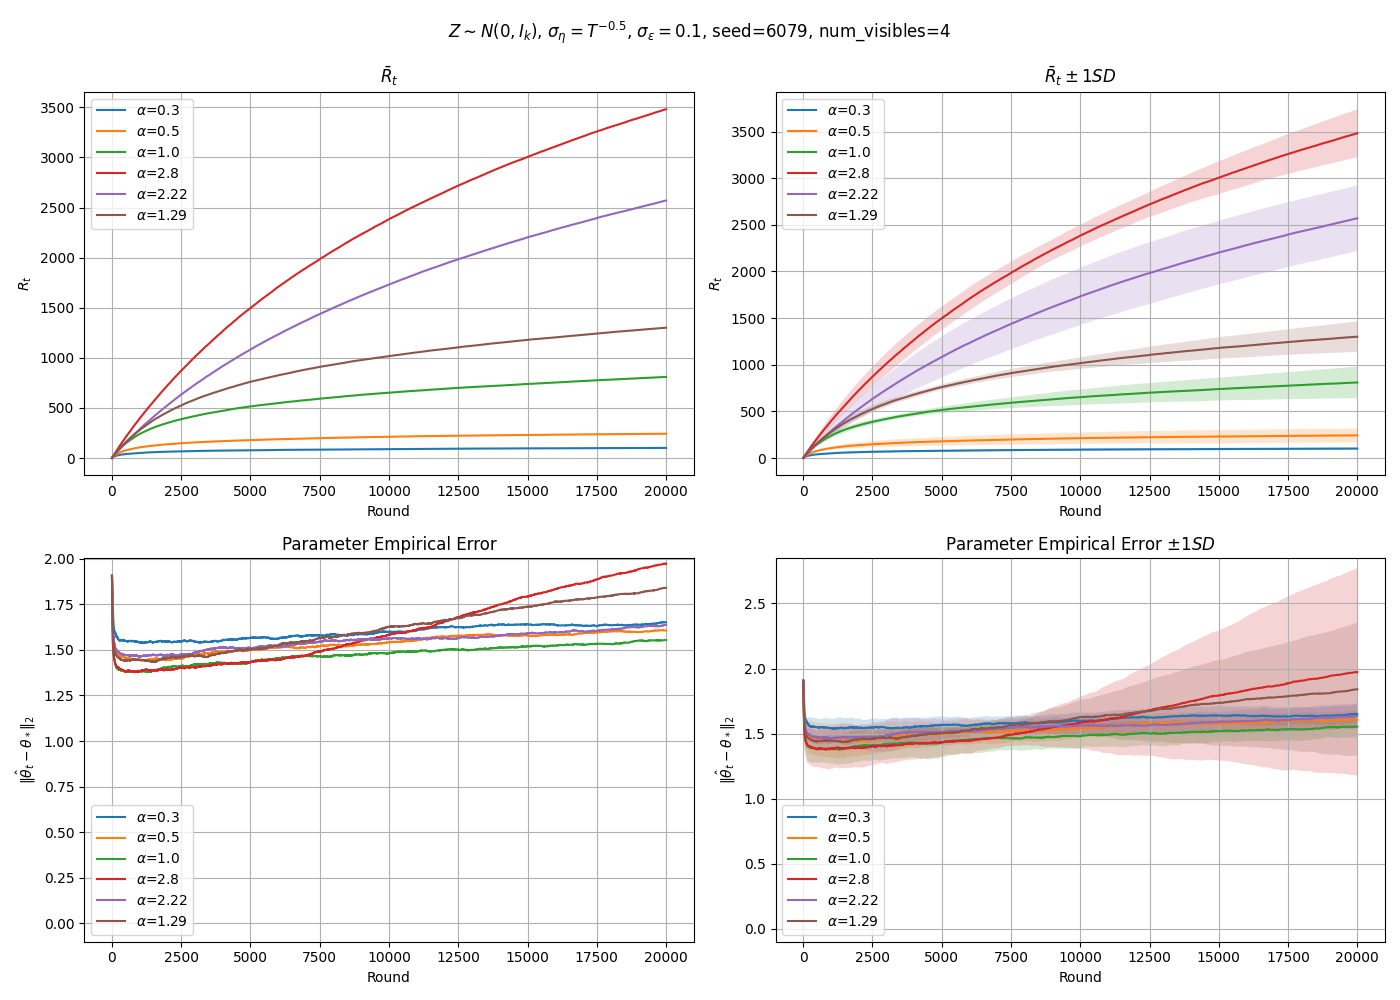 Z ∼ N(0, I_k), σ_η = T^{−0.5}, σ_ε = 0.1, seed=6079, num_visibles=4
R̄_t
R_t
3500
3000
2500
2000
1500
1000
500
0
α=0.3
α=0.5
α=1.0
α=2.8
α=2.22
α=1.29
0 2500 5000 7500 10000 12500 15000 17500 20000
Round
R̄_t ± 1SD
R_t
3500
3000
2500
2000
1500
1000
500
0
α=0.3
α=0.5
α=1.0
α=2.8
α=2.22
α=1.29
0 2500 5000 7500 10000 12500 15000 17500 20000
Round
Parameter Empirical Error
‖θ̂_t − θ_*‖_2
2.00
1.75
1.50
1.25
1.00
0.75
0.50
0.25
0.00
α=0.3
α=0.5
α=1.0
α=2.8
α=2.22
α=1.29
0 2500 5000 7500 10000 12500 15000 17500 20000
Round
Parameter Empirical Error ±1SD
‖θ̂_t − θ_*‖_2
2.5
2.0
1.5
1.0
0.5
0.0
α=0.3
α=0.5
α=1.0
α=2.8
α=2.22
α=1.29
0 2500 5000 7500 10000 12500 15000 17500 20000
Round